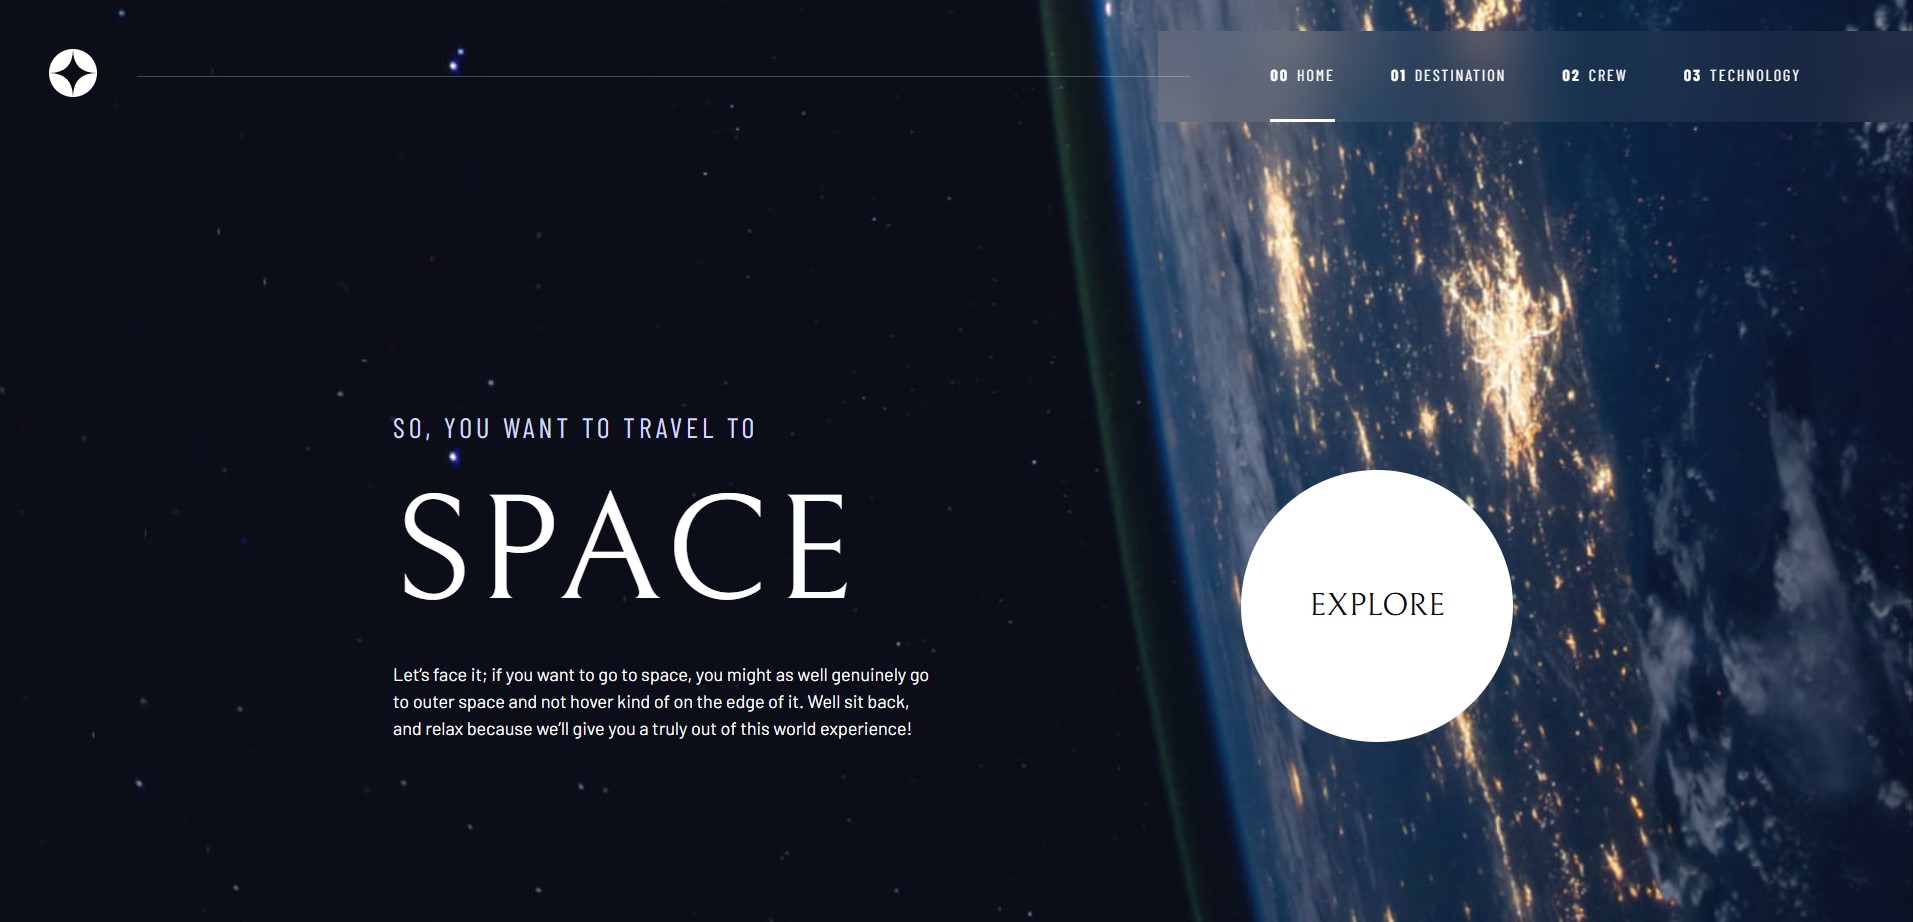 00 HOME 01 DESTINATION 02 CREW 03 TECHNOLOGY
SO, YOU WANT TO TRAVEL TO
SPACE
Let’s face it; if you want to go to space, you might as well genuinely go
to outer space and not hover kind of on the edge of it. Well sit back,
and relax because we’ll give you a truly out of this world experience!
EXPLORE